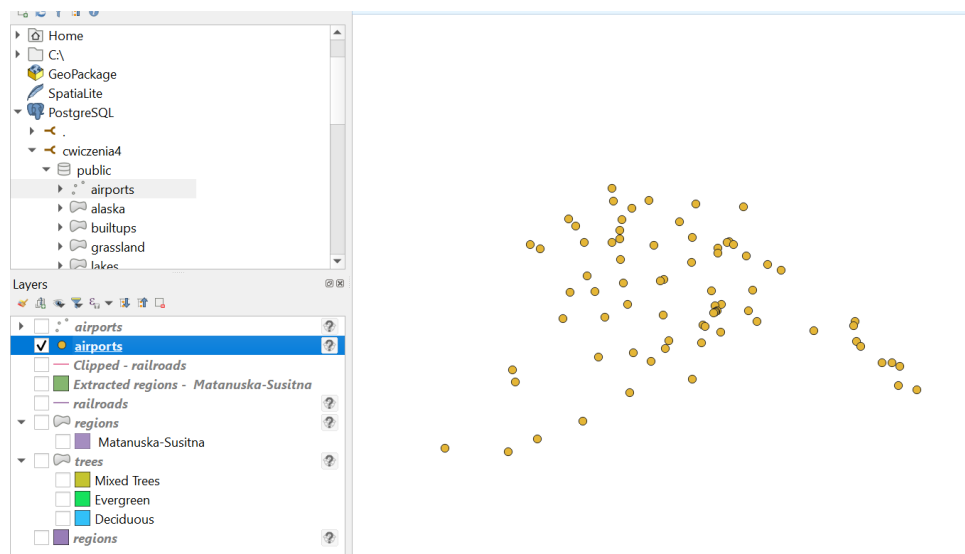 Home
C:\
GeoPackage
SpatiaLite
PostgreSQL
.
cwiczenia4
public
airports
alaska
builtups
grassland
lakes
Layers
airports
airports
Clipped - railroads
Extracted regions - Matanuska-Susitna
railroads
regions
Matanuska-Susitna
trees
Mixed Trees
Evergreen
Deciduous
regions